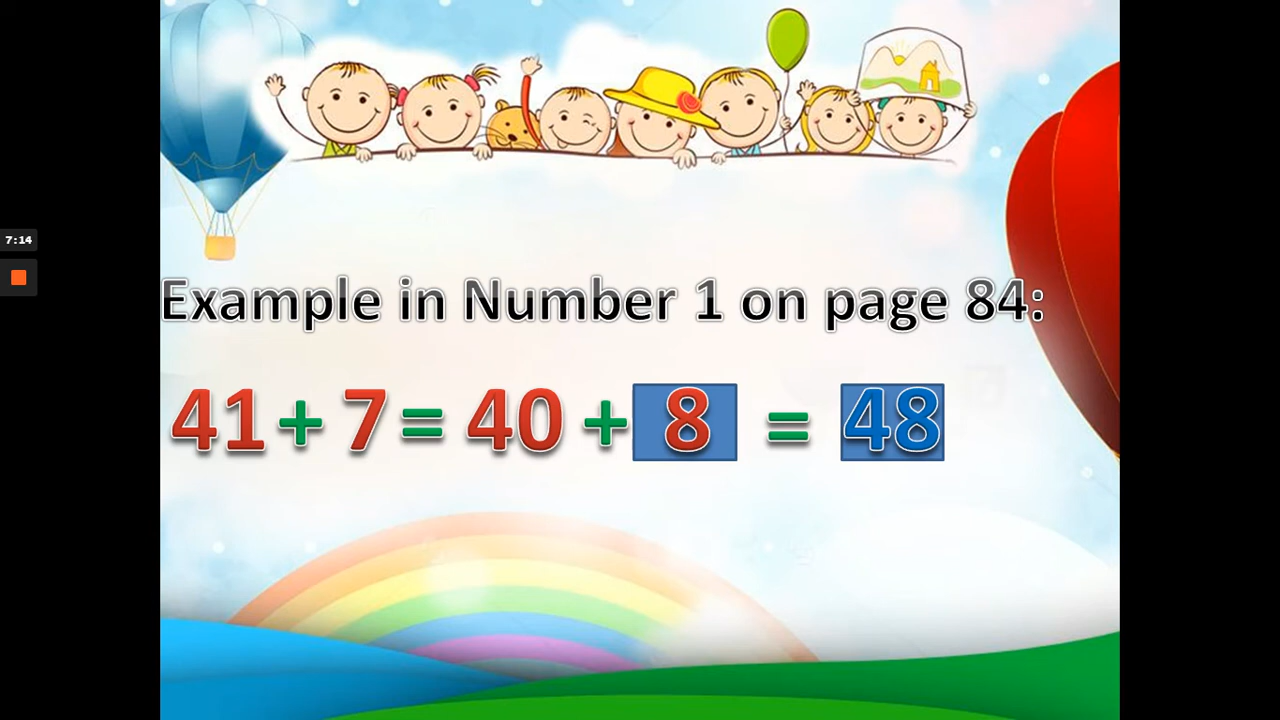 7:14
Example in Number 1 on page 84:
41 + 7 = 40 + 8 = 48